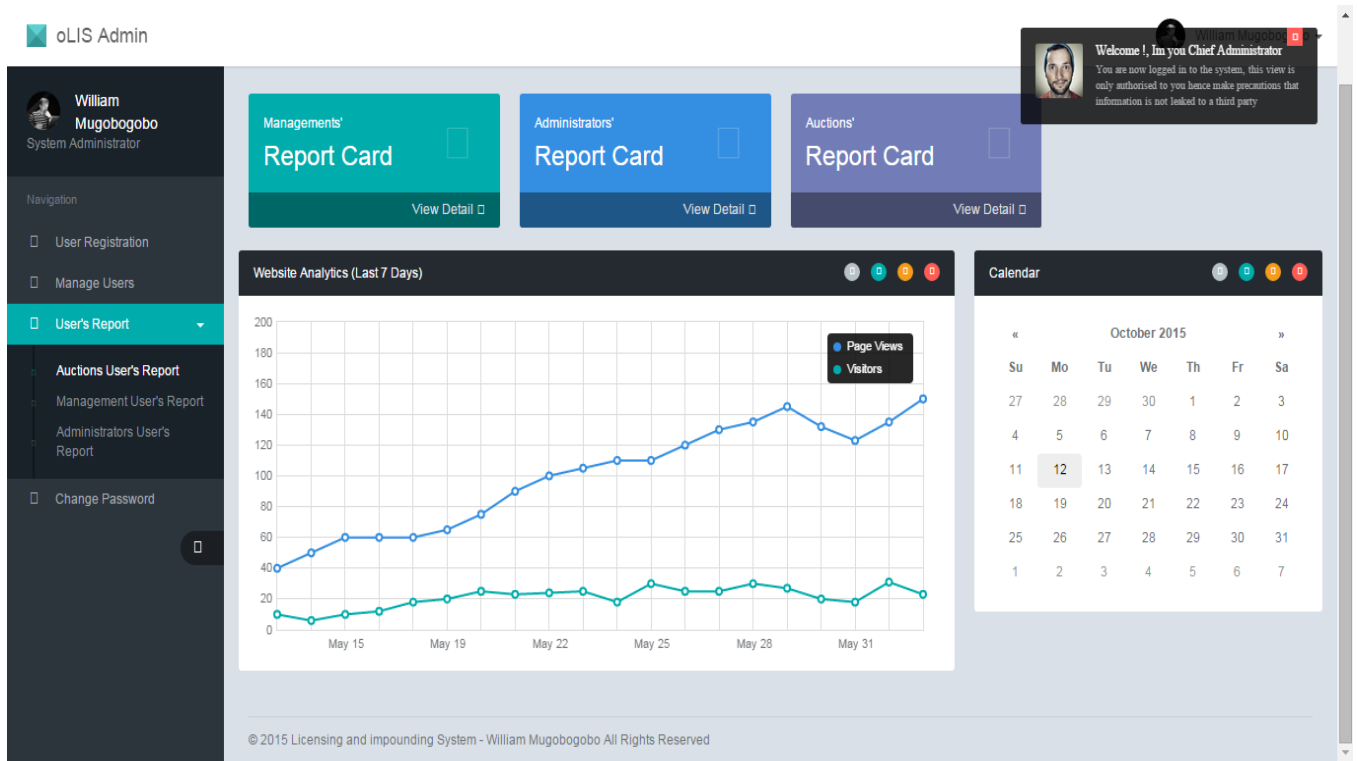 oLIS Admin
William Mugobogobo
Welcome !, Im you Chief Administrator
You are now logged in to the system, this view is
only authorised to you hence make precautions that
information is not leaked to a third party
William
Mugobogobo
System Administrator
Navigation
User Registration
Manage Users
User's Report
Auctions User's Report
Management User's Report
Administrators User's
Report
Change Password
Managements'
Report Card
View Detail
Administrators'
Report Card
View Detail
Auctions'
Report Card
View Detail
Website Analytics (Last 7 Days)
200
180
160
140
120
100
80
60
40
20
0
Page Views
Visitors
May 15 May 19 May 22 May 25 May 28 May 31
Calendar
« October 2015 »
Su Mo Tu We Th Fr Sa
27 28 29 30 1 2 3
4 5 6 7 8 9 10
11 12 13 14 15 16 17
18 19 20 21 22 23 24
25 26 27 28 29 30 31
1 2 3 4 5 6 7
© 2015 Licensing and impounding System - William Mugobogobo All Rights Reserved